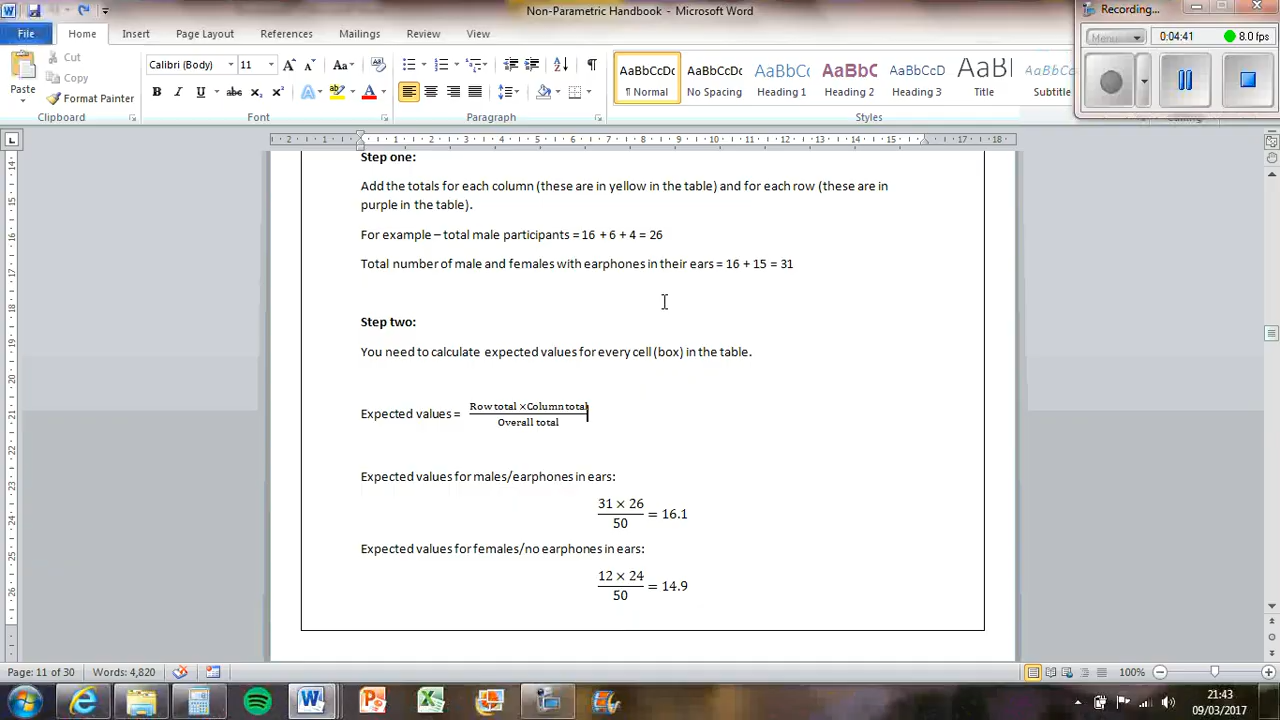 Non-Parametric Handbook - Microsoft Word
Recording...
File Home Insert Page Layout References Mailings Review View
Menu 0:04:41 8.0 fps
Paste Cut Copy Format Painter
Calibri (Body) 11
AaBbCcDc AaBbCcDc AaBbCc AaBbC AaBbCcD AaB AaBbCcD
¶ Normal No Spacing Heading 1 Heading 2 Heading 3 Title Subtitle
Clipboard Font Paragraph Styles
Step one:
Add the totals for each column (these are in yellow in the table) and for each row (these are in
purple in the table).
For example – total male participants = 16 + 6 + 4 = 26
Total number of male and females with earphones in their ears = 16 + 15 = 31
Step two:
You need to calculate expected values for every cell (box) in the table.
Expected values = Row total ×Column total
Overall total
Expected values for males/earphones in ears:
31 × 26
50
= 16.1
Expected values for females/no earphones in ears:
12 × 24
50
= 14.9
Page: 11 of 30 Words: 4,820 100%
21:43
09/03/2017